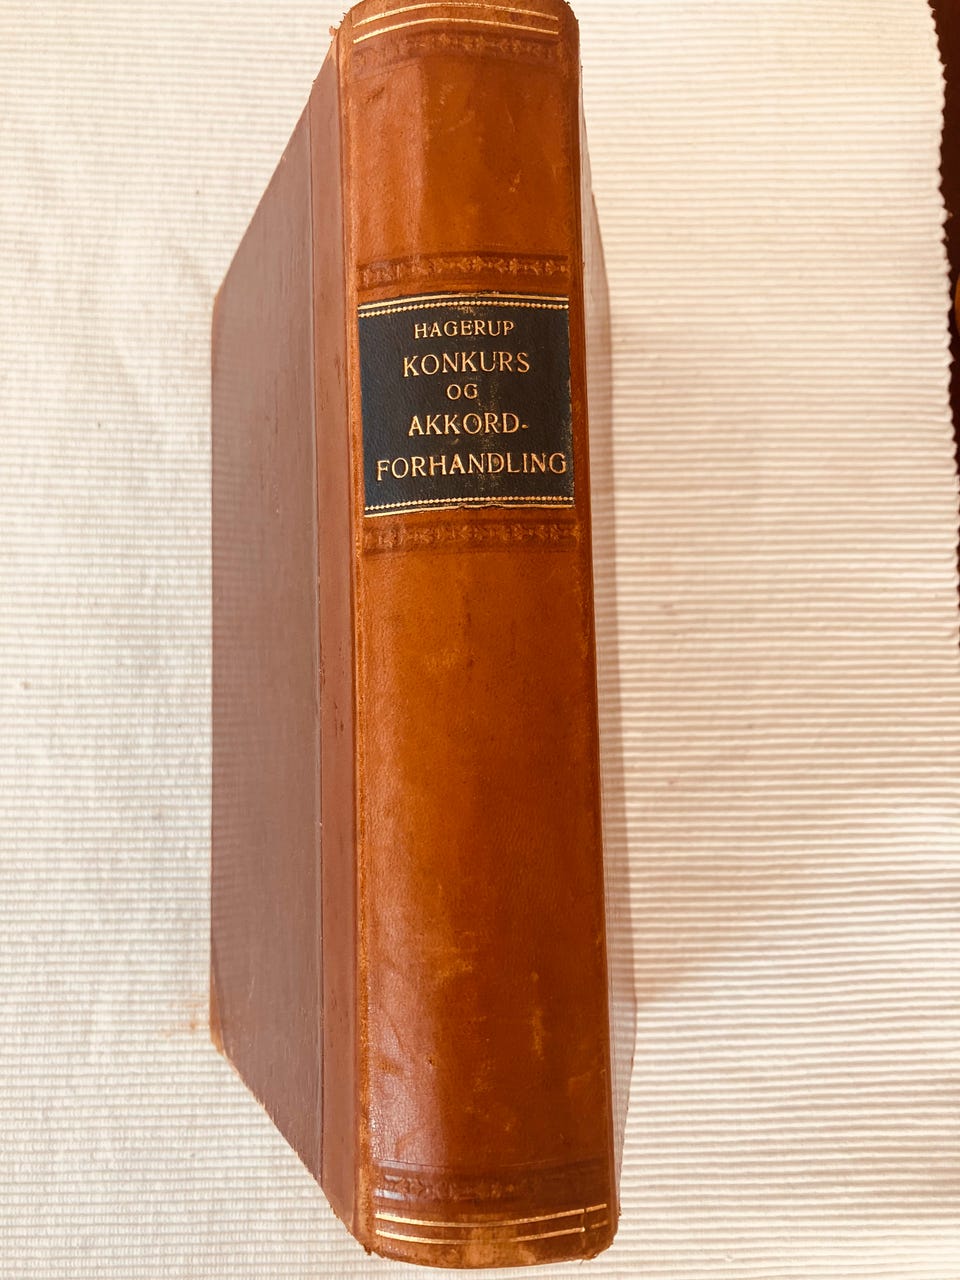 HAGERUP
KONKURS
OG
AKKORD-
FORHANDLING